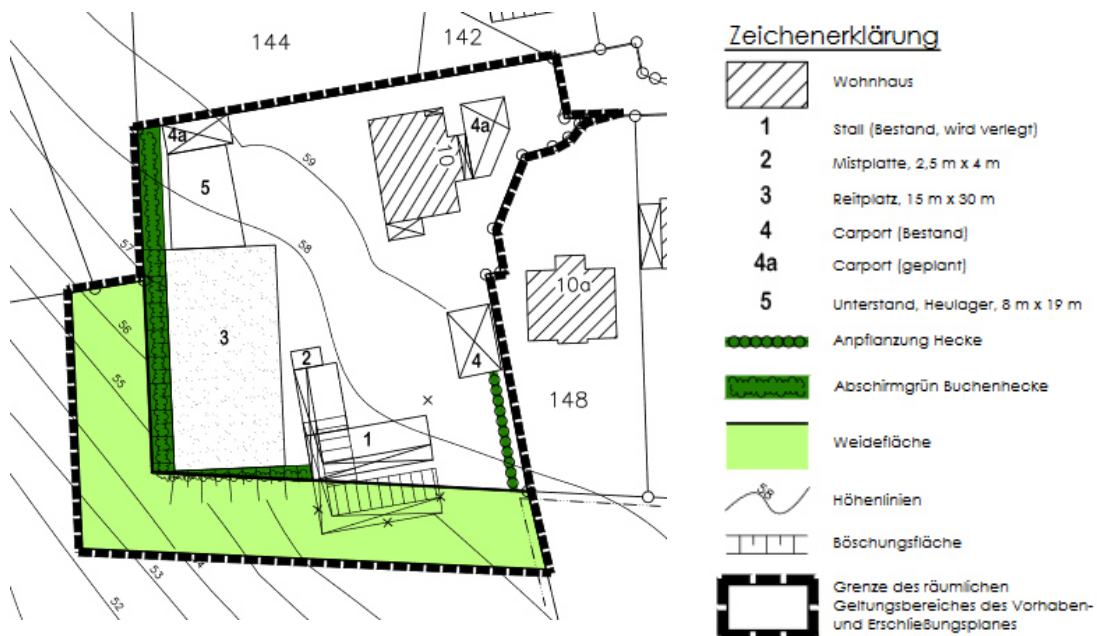 144
142
Zeichenerklärung
Wohnhaus
1 Stall (Bestand, wird verlegt)
2 Mistplatte, 2,5 m x 4 m
3 Reitplatz, 15 m x 30 m
4 Carport (Bestand)
4a Carport (geplant)
5 Unterstand, Heulager, 8 m x 19 m
Anpflanzung Hecke
Abschirmgrün Buchenhecke
Weidefläche
58
Höhenlinien
Böschungsfläche
Grenze des räumlichen
Geltungsbereiches des Vorhaben-
und Erschließungsplanes
4a
4a
10
59
5
58
57
10a
56
3
4
2
55
148
1
4
53
52